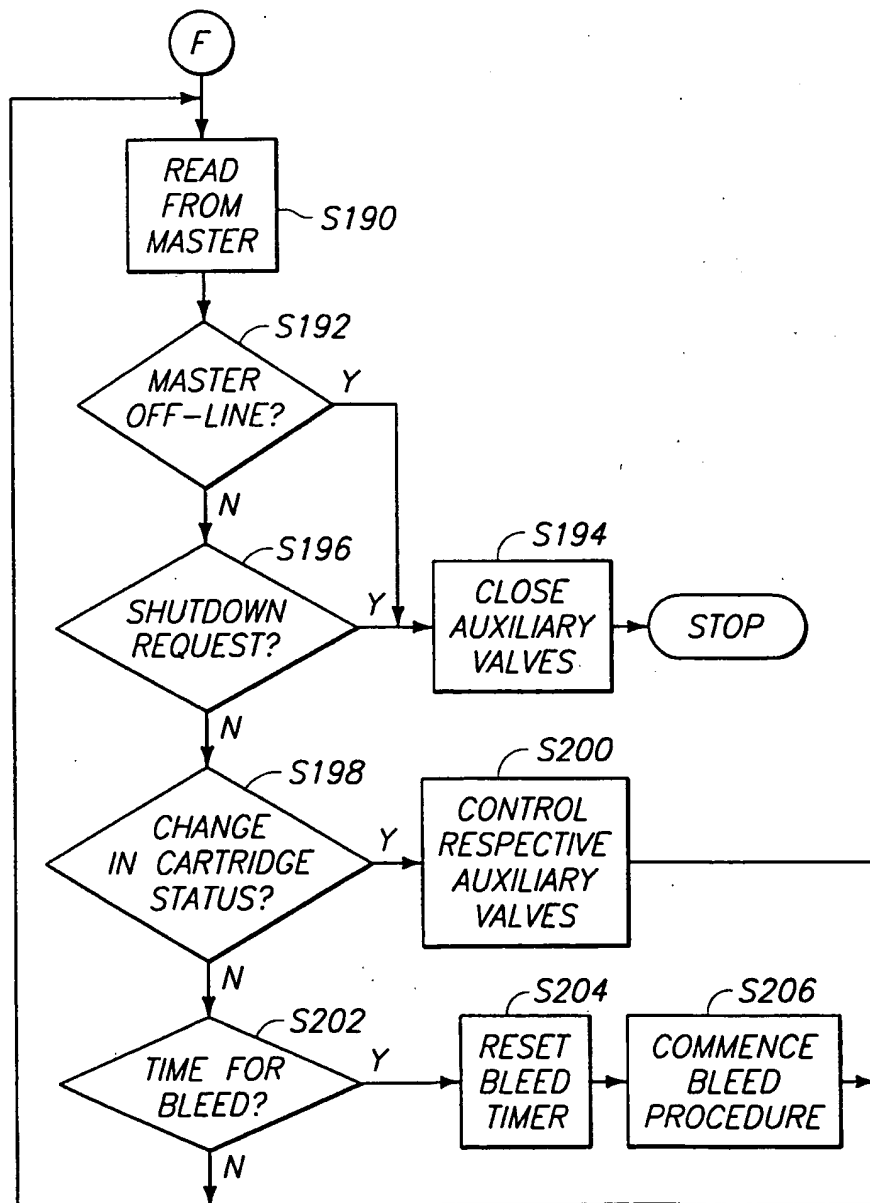 F
READ
FROM
MASTER
S190
S192
MASTER
OFF-LINE?
Y
N
S196
SHUTDOWN
REQUEST?
Y
S194
CLOSE
AUXILIARY
VALVES
STOP
N
S198
CHANGE
IN CARTRIDGE
STATUS?
Y
S200
CONTROL
RESPECTIVE
AUXILIARY
VALVES
N
S202
TIME FOR
BLEED?
Y
S204
RESET
BLEED
TIMER
S206
COMMENCE
BLEED
PROCEDURE
N